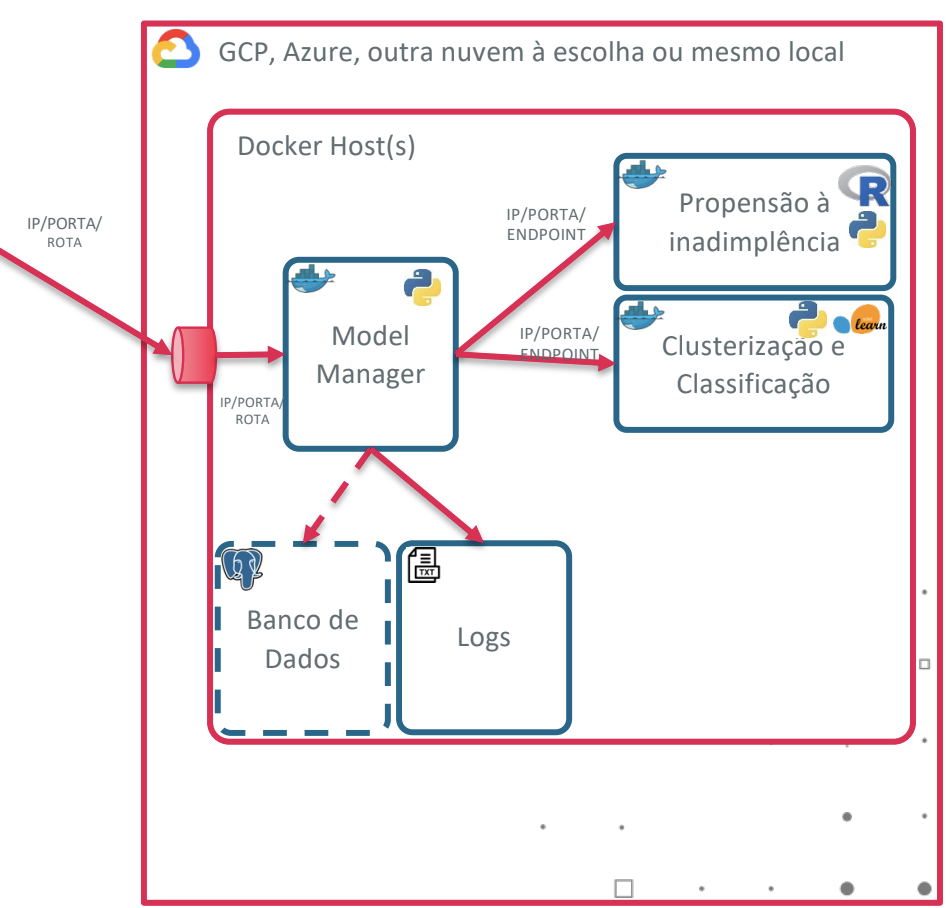 GCP, Azure, outra nuvem à escolha ou mesmo local
Docker Host(s)
IP/PORTA/
ROTA
IP/PORTA/
ENDPOINT
Propensão à
inadimplência
R
Model
Manager
IP/PORTA/
ENDPOINT
learn
Clusterização e
Classificação
IP/PORTA/
ROTA
TXT
Banco de
Dados
Logs